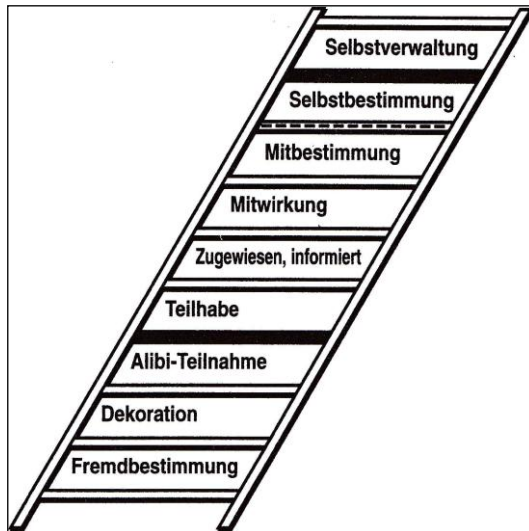 Selbstverwaltung
Selbstbestimmung
Mitbestimmung
Mitwirkung
Zugewiesen, informiert
Teilhabe
Alibi-Teilnahme
Dekoration
Fremdbestimmung